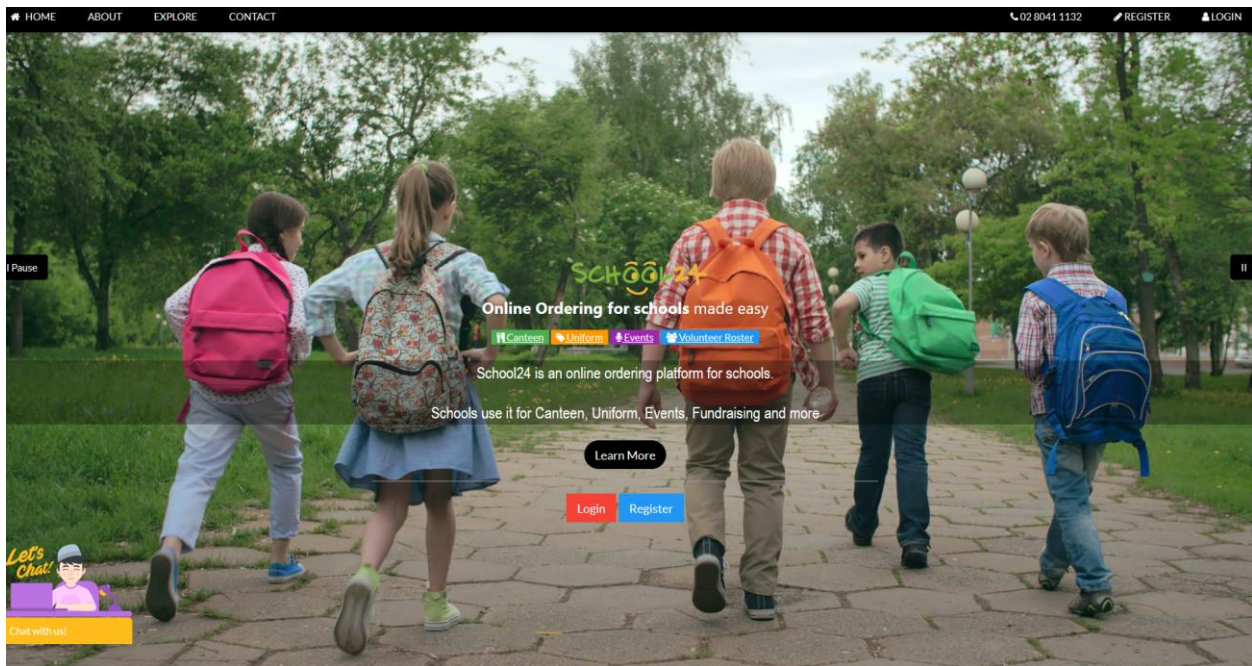 HOME ABOUT EXPLORE CONTACT 02 8041 1132 REGISTER LOGIN
Pause
SCHOOL24
Online Ordering for schools made easy
Canteen Uniform Events Volunteer Roster
School24 is an online ordering platform for schools.
Schools use it for Canteen, Uniform, Events, Fundraising and more
Learn More
Login Register
Let's
Chat!
Chat with us!